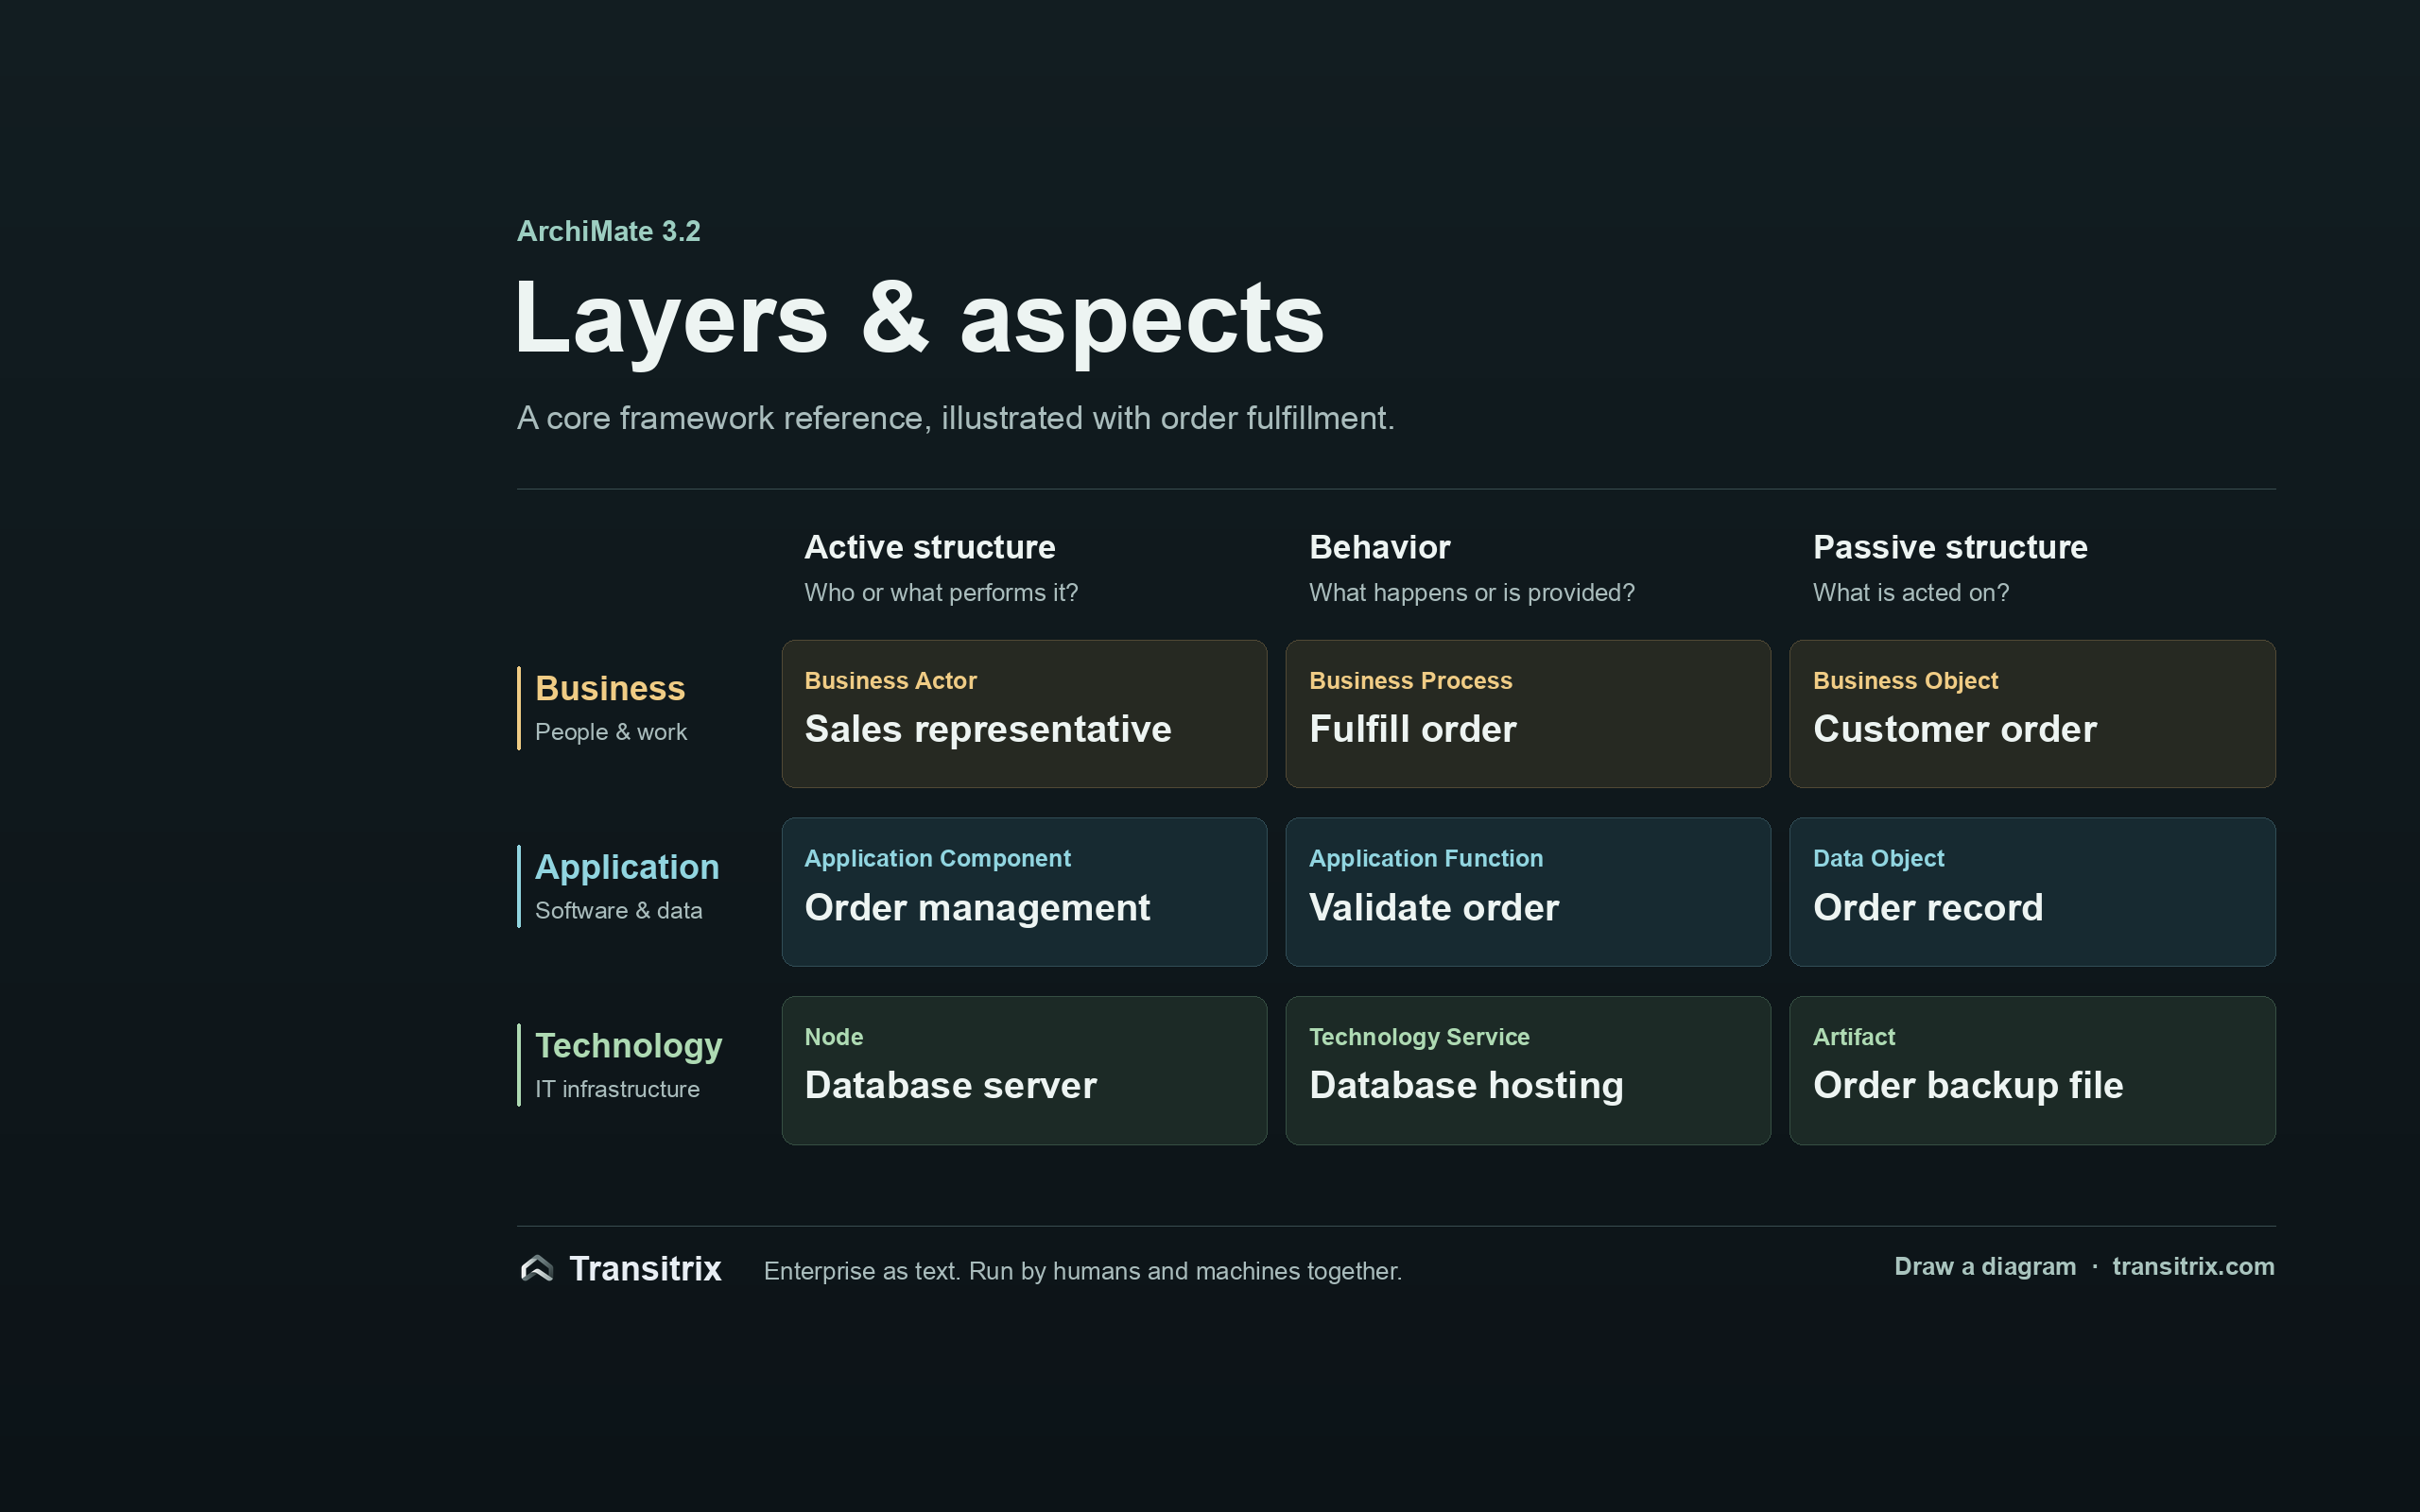 ArchiMate 3.2
Layers & aspects
A core framework reference, illustrated with order fulfillment.
Active structure
Who or what performs it?
Behavior
What happens or is provided?
Passive structure
What is acted on?
Business
People & work
Business Actor
Sales representative
Business Process
Fulfill order
Business Object
Customer order
Application
Software & data
Application Component
Order management
Application Function
Validate order
Data Object
Order record
Technology
IT infrastructure
Node
Database server
Technology Service
Database hosting
Artifact
Order backup file
Transitrix
Enterprise as text. Run by humans and machines together.
Draw a diagram · transitrix.com